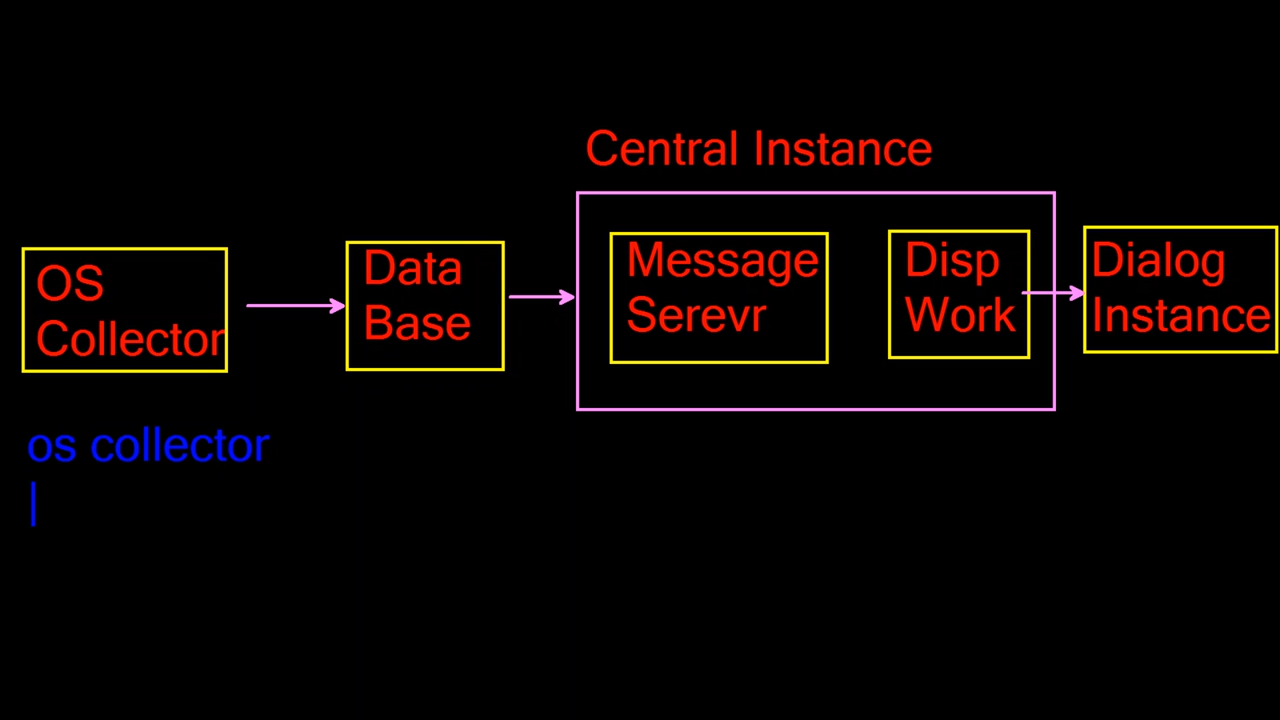 Central Instance
OS
Collector
Data
Base
Message
Serevr
Disp
Work
Dialog
Instance
os collector